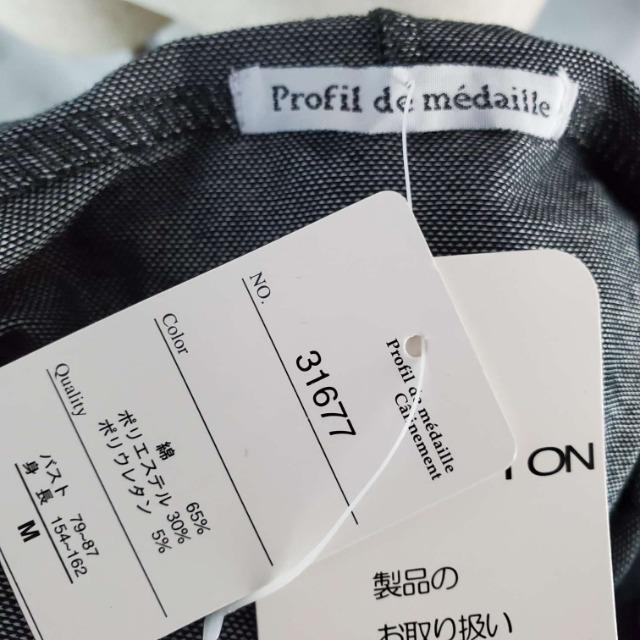 Profil de médaille
Profil de médaille
Câlinement
NO.
31677
Color
Quality
綿 65%
ポリエステル 30%
ポリウレタン 5%
バスト 79~87
身長 154~162
M
ON
製品の
お取り扱い